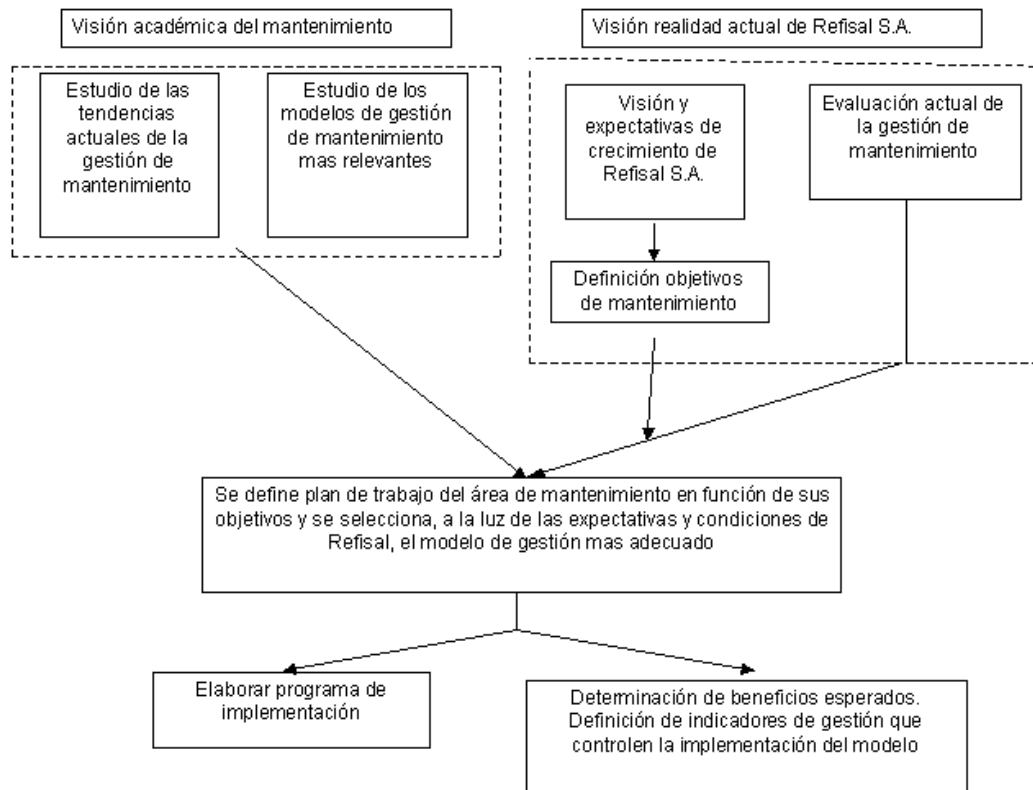 Visión académica del mantenimiento
Visión realidad actual de Refisal S.A.
Estudio de las
tendencias
actuales de la
gestión de
mantenimiento
Estudio de los
modelos de gestión
de mantenimiento
mas relevantes
Visión y
expectativas de
crecimiento de
Refisal S.A.
Evaluación actual de
la gestión de
mantenimiento
Definición objetivos
de mantenimiento
Se define plan de trabajo del área de mantenimiento en función de sus
objetivos y se selecciona, a la luz de las expectativas y condiciones de
Refisal, el modelo de gestión mas adecuado
Elaborar programa de
implementación
Determinación de beneficios esperados.
Definición de indicadores de gestión que
controlen la implementación del modelo